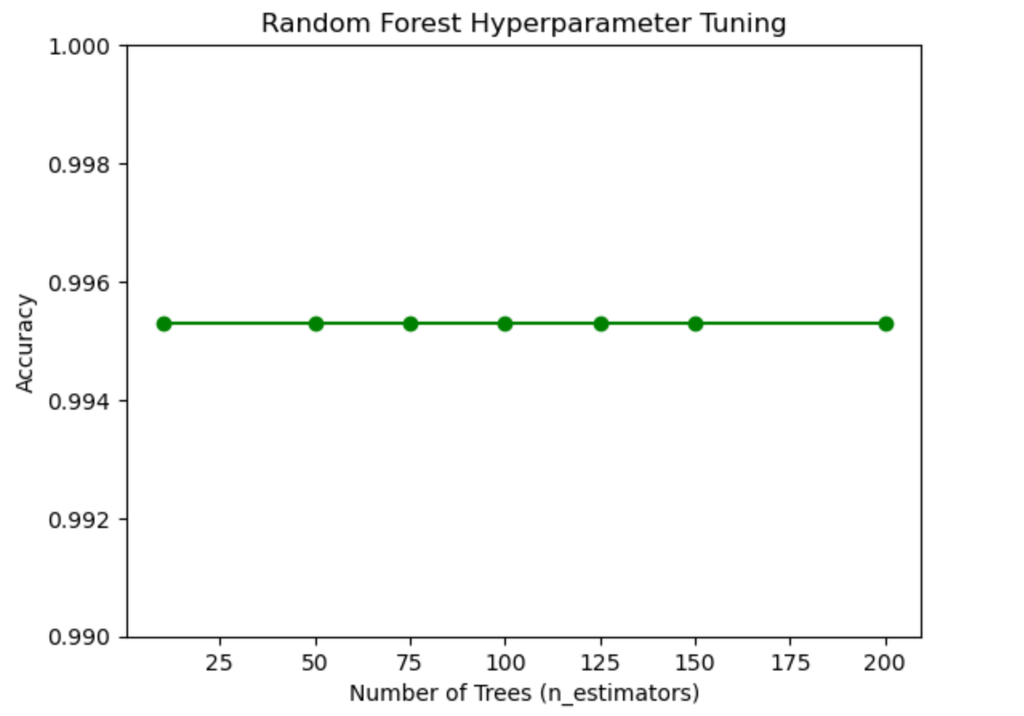 Random Forest Hyperparameter Tuning
1.000
0.998
0.996
0.994
0.992
0.990
Accuracy
25 50 75 100 125 150 175 200
Number of Trees (n_estimators)